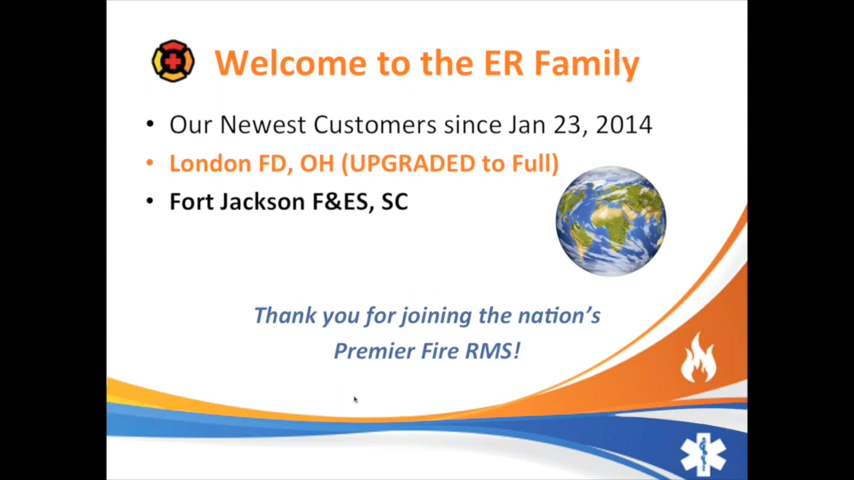 Welcome to the ER Family
• Our Newest Customers since Jan 23, 2014
• London FD, OH (UPGRADED to Full)
• Fort Jackson F&ES, SC
Thank you for joining the nation's
Premier Fire RMS!